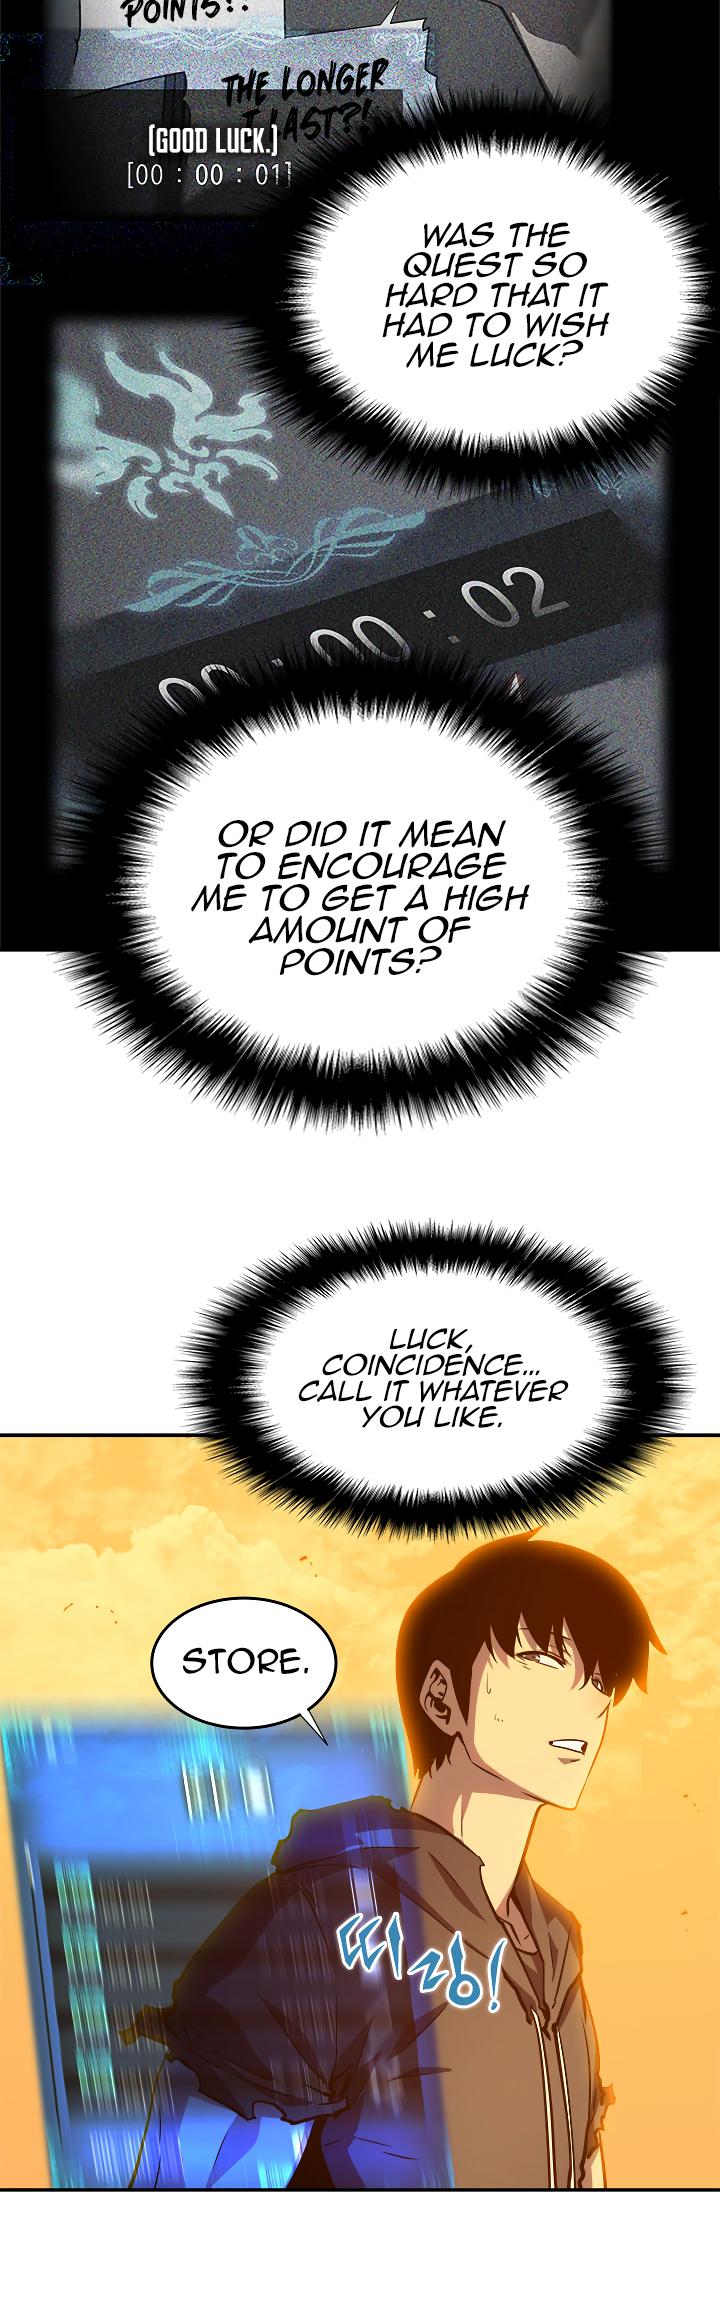 POINTS?!
THE LONGER
I LAST?!
(GOOD LUCK.)
[00 : 00 : 01]
WAS THE
QUEST SO
HARD THAT IT
HAD TO WISH
ME LUCK?
00 : 00 : 02
OR DID IT MEAN
TO ENCOURAGE
ME TO GET A HIGH
AMOUNT OF
POINTS?
LUCK,
COINCIDENCE...
CALL IT WHATEVER
YOU LIKE.
STORE.
띠링!